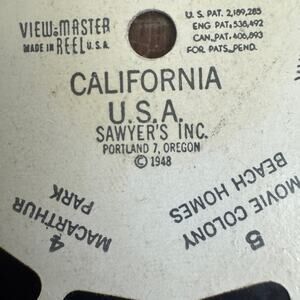 VIEW-MASTER
MADE IN REEL U.S.A.
U.S. PAT. 2,189,285
ENG PAT. 538,492
CAN. PAT. 406,893
FOR. PATS. PEND.
CALIFORNIA
U.S.A.
SAWYER'S INC.
PORTLAND 7, OREGON
© 1948
4
MACARTHUR
PARK
5
MOVIE COLONY
BEACH HOMES